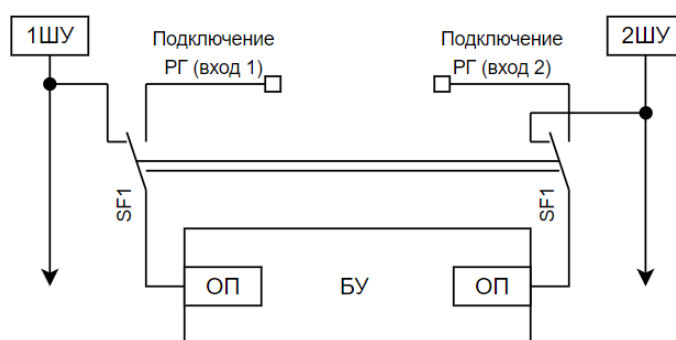 1ШУ
2ШУ
Подключение
РГ (вход 1)
Подключение
РГ (вход 2)
SF1
SF1
ОП
БУ
ОП